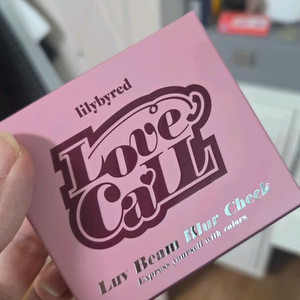 lilybyred
Love
Call
Luv Beam Blur Cheek
Express yourself with colors